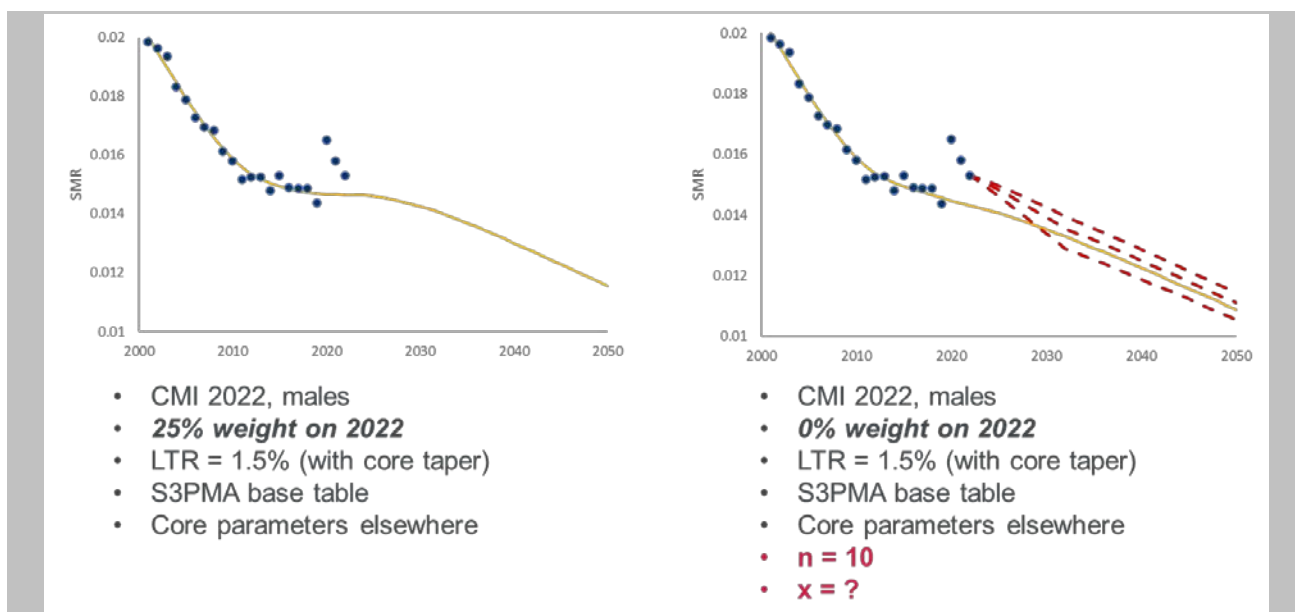 0.02
0.018
0.016
0.014
0.012
0.01
SMR
2000 2010 2020 2030 2040 2050
• CMI 2022, males
• 25% weight on 2022
• LTR = 1.5% (with core taper)
• S3PMA base table
• Core parameters elsewhere
0.02
0.018
0.016
0.014
0.012
0.01
SMR
2000 2010 2020 2030 2040 2050
• CMI 2022, males
• 0% weight on 2022
• LTR = 1.5% (with core taper)
• S3PMA base table
• Core parameters elsewhere
• n = 10
• x = ?